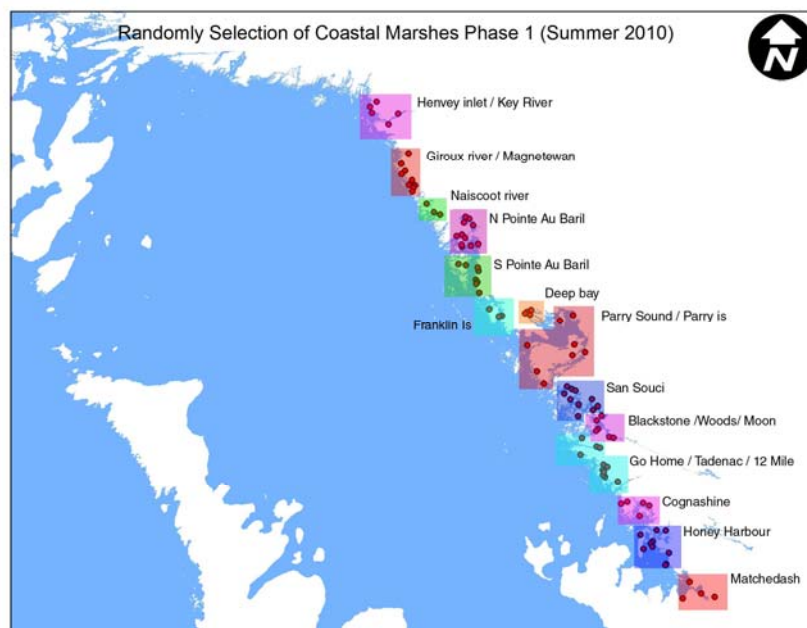 Randomly Selection of Coastal Marshes Phase 1 (Summer 2010)
N
Henvey inlet / Key River
Giroux river / Magnetewan
Naiscoot river
N Pointe Au Baril
S Pointe Au Baril
Deep bay
Franklin Is
Parry Sound / Parry is
San Souci
Blackstone /Woods/ Moon
Go Home / Tadenac / 12 Mile
Cognashine
Honey Harbour
Matchedash